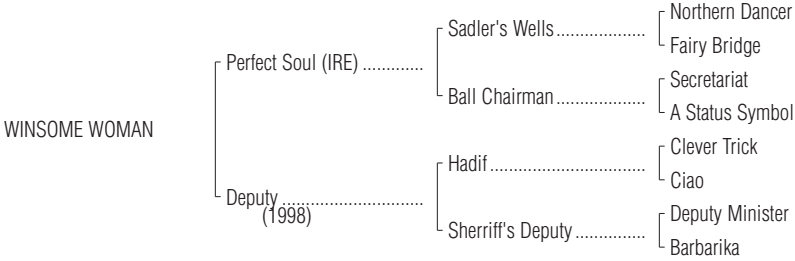 Northern Dancer
Sadler's Wells....................
Fairy Bridge
Perfect Soul (IRE) .............
Secretariat
Ball Chairman....................
A Status Symbol
WINSOME WOMAN
Clever Trick
Hadif..................................
Ciao
Deputy ...............................
(1998)
Deputy Minister
Sherriff's Deputy................
Barbarika